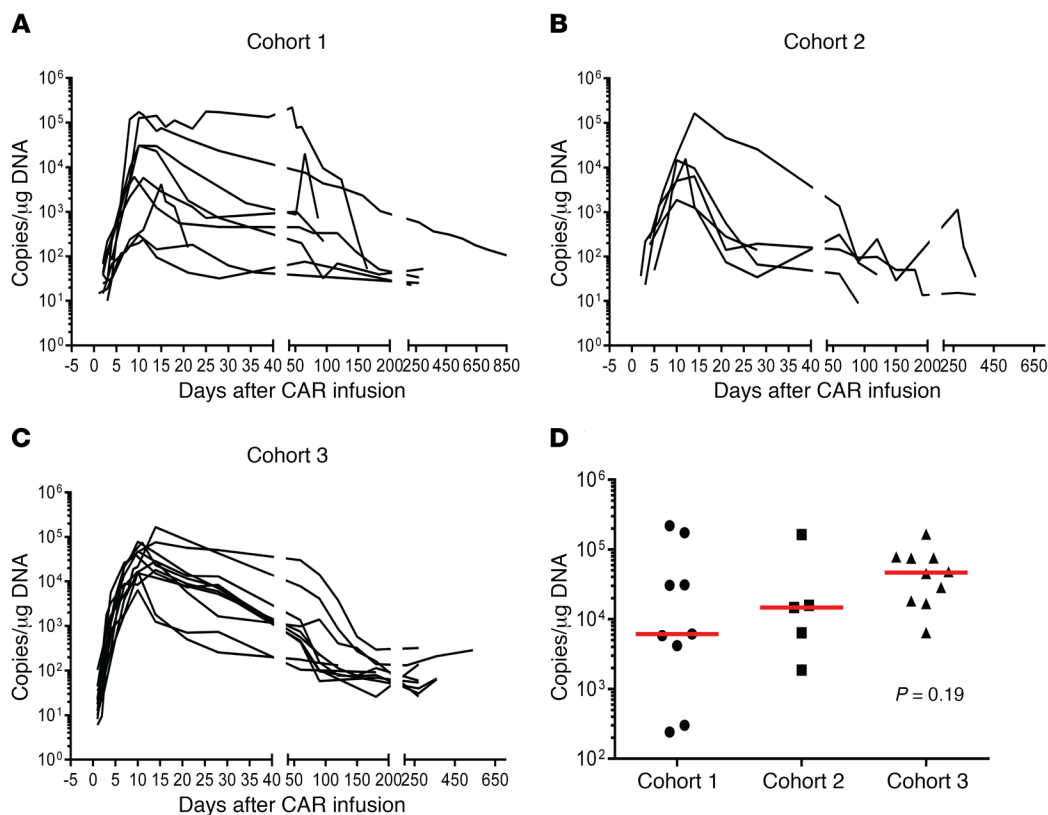 A
Cohort 1
Copies/μg DNA
10⁶
10⁵
10⁴
10³
10²
10¹
10⁰
-5 0 5 10 15 20 25 30 35 40 50 100 150 200 250 450 650 850
Days after CAR infusion
B
Cohort 2
Copies/μg DNA
10⁶
10⁵
10⁴
10³
10²
10¹
10⁰
-5 0 5 10 15 20 25 30 35 40 50 100 150 200 250 450 650
Days after CAR infusion
C
Cohort 3
Copies/μg DNA
10⁶
10⁵
10⁴
10³
10²
10¹
10⁰
-5 0 5 10 15 20 25 30 35 40 50 100 150 200 250 450 650
Days after CAR infusion
D
Copies/μg DNA
10⁶
10⁵
10⁴
10³
10²
P = 0.19
Cohort 1 Cohort 2 Cohort 3